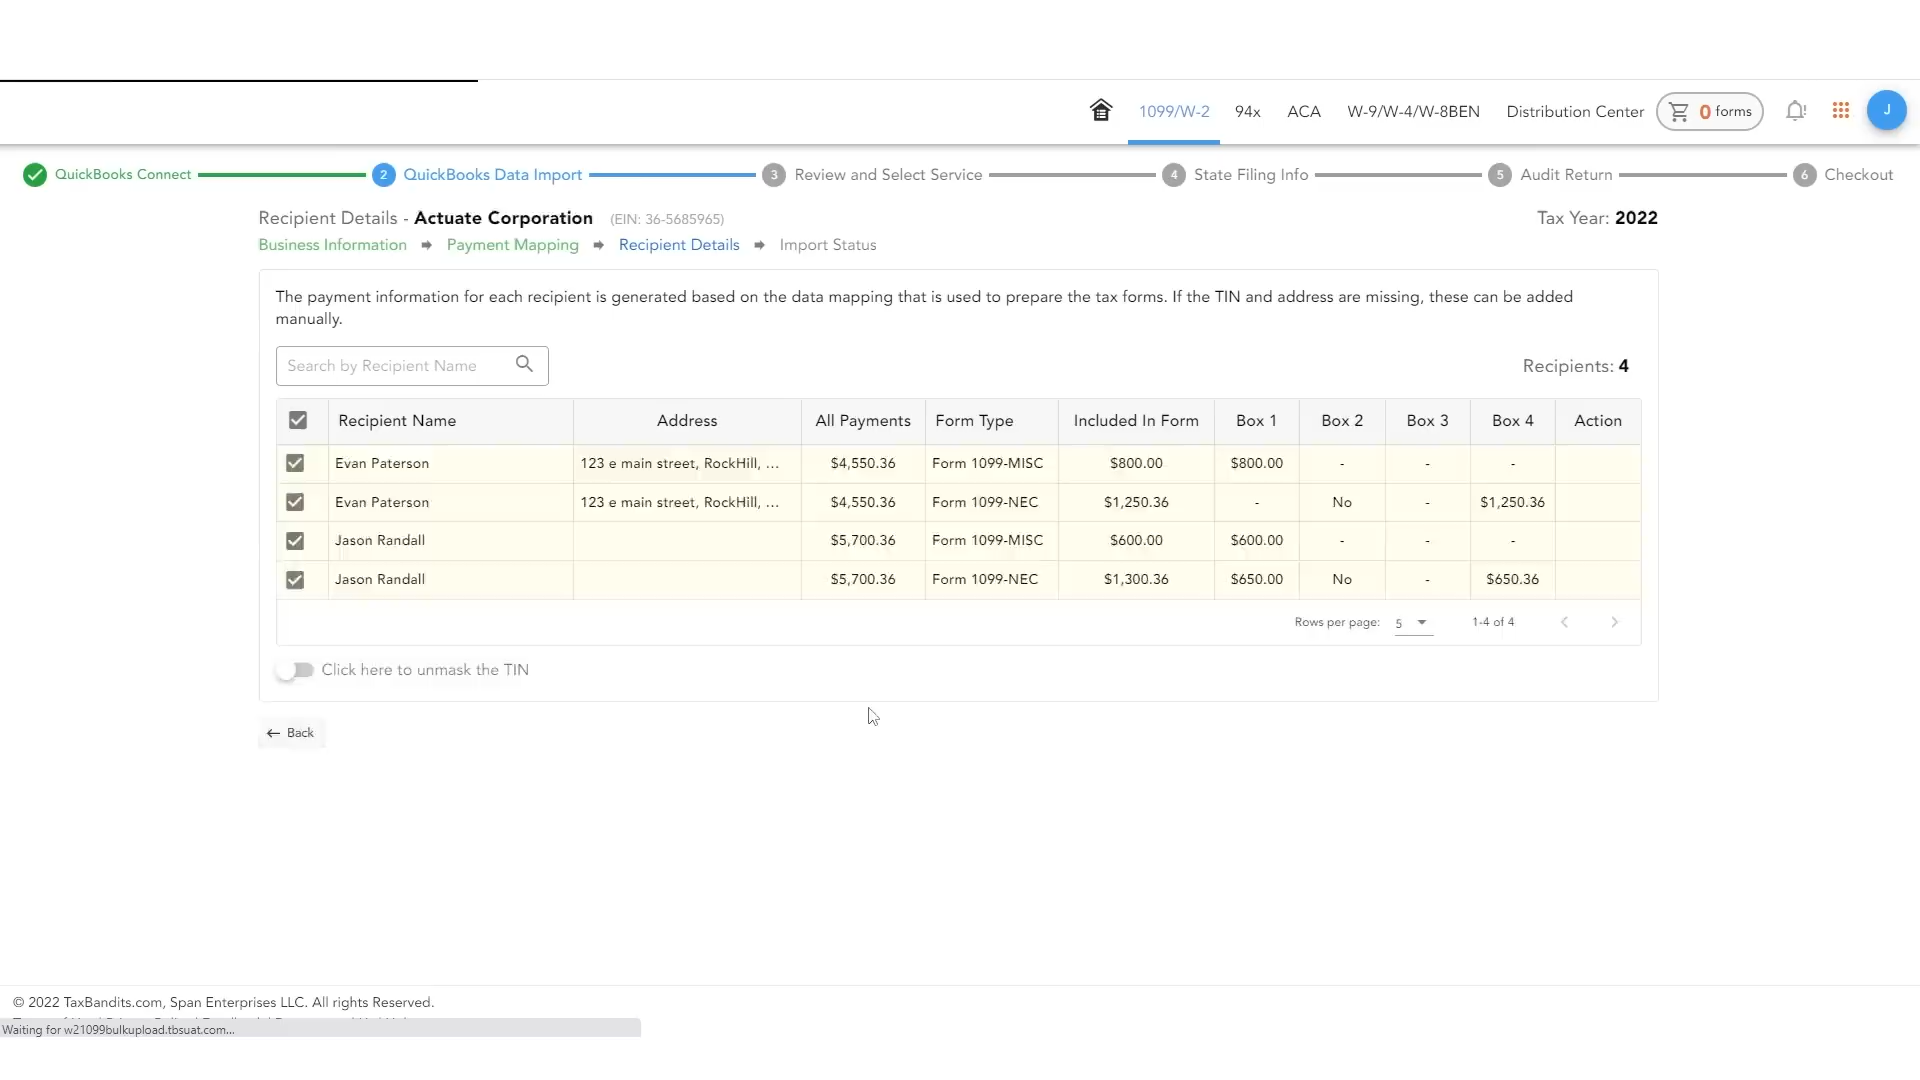 1099/W-2 94x ACA W-9/W-4/W-8BEN Distribution Center 0 forms J
QuickBooks Connect 2 QuickBooks Data Import 3 Review and Select Service 4 State Filing Info 5 Audit Return 6 Checkout
Recipient Details - Actuate Corporation (EIN: 36-5685965) Tax Year: 2022
Business Information Payment Mapping Recipient Details Import Status
The payment information for each recipient is generated based on the data mapping that is used to prepare the tax forms. If the TIN and address are missing, these can be added
manually.
Search by Recipient Name Recipients: 4
Recipient Name Address All Payments Form Type Included In Form Box 1 Box 2 Box 3 Box 4 Action
Evan Paterson 123 e main street, RockHill, ... $4,550.36 Form 1099-MISC $800.00 $800.00 - - -
Evan Paterson 123 e main street, RockHill, ... $4,550.36 Form 1099-NEC $1,250.36 - No - $1,250.36
Jason Randall $5,700.36 Form 1099-MISC $600.00 $600.00 - - -
Jason Randall $5,700.36 Form 1099-NEC $1,300.36 $650.00 No - $650.36
Rows per page: 5 1-4 of 4
Click here to unmask the TIN
Back
© 2022 TaxBandits.com, Span Enterprises LLC. All rights Reserved.
Waiting for w21099bulkupload.tbsuat.com...